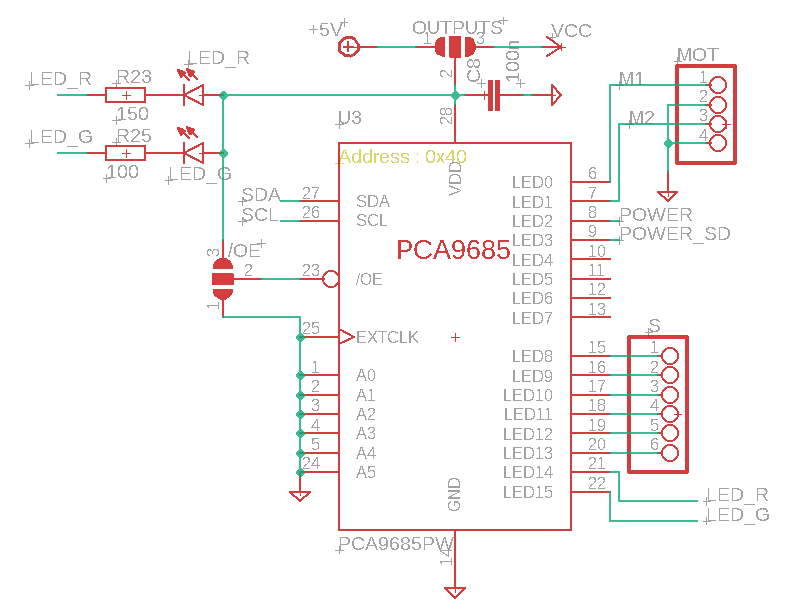 +5V
OUTPUTS
VCC
1
3
2
C8
100n
LED_R
LED_R
R23
150
LED_G
R25
100
LED_G
MOT
M1
M2
1
2
3
4
U3
28
Address : 0x40
VDD
SDA
27
SDA
SCL
26
SCL
PCA9685
/OE
3
2
1
23
/OE
25
EXTCLK
1
A0
2
A1
3
A2
4
A3
5
A4
24
A5
LED0
6
LED1
7
LED2
8
POWER
LED3
9
POWER_SD
LED4
10
LED5
11
LED6
12
LED7
13
S
LED8
15
1
LED9
16
2
LED10
17
3
LED11
18
4
LED12
19
5
LED13
20
6
LED14
21
LED_R
LED15
22
LED_G
GND
PCA9685PW
14